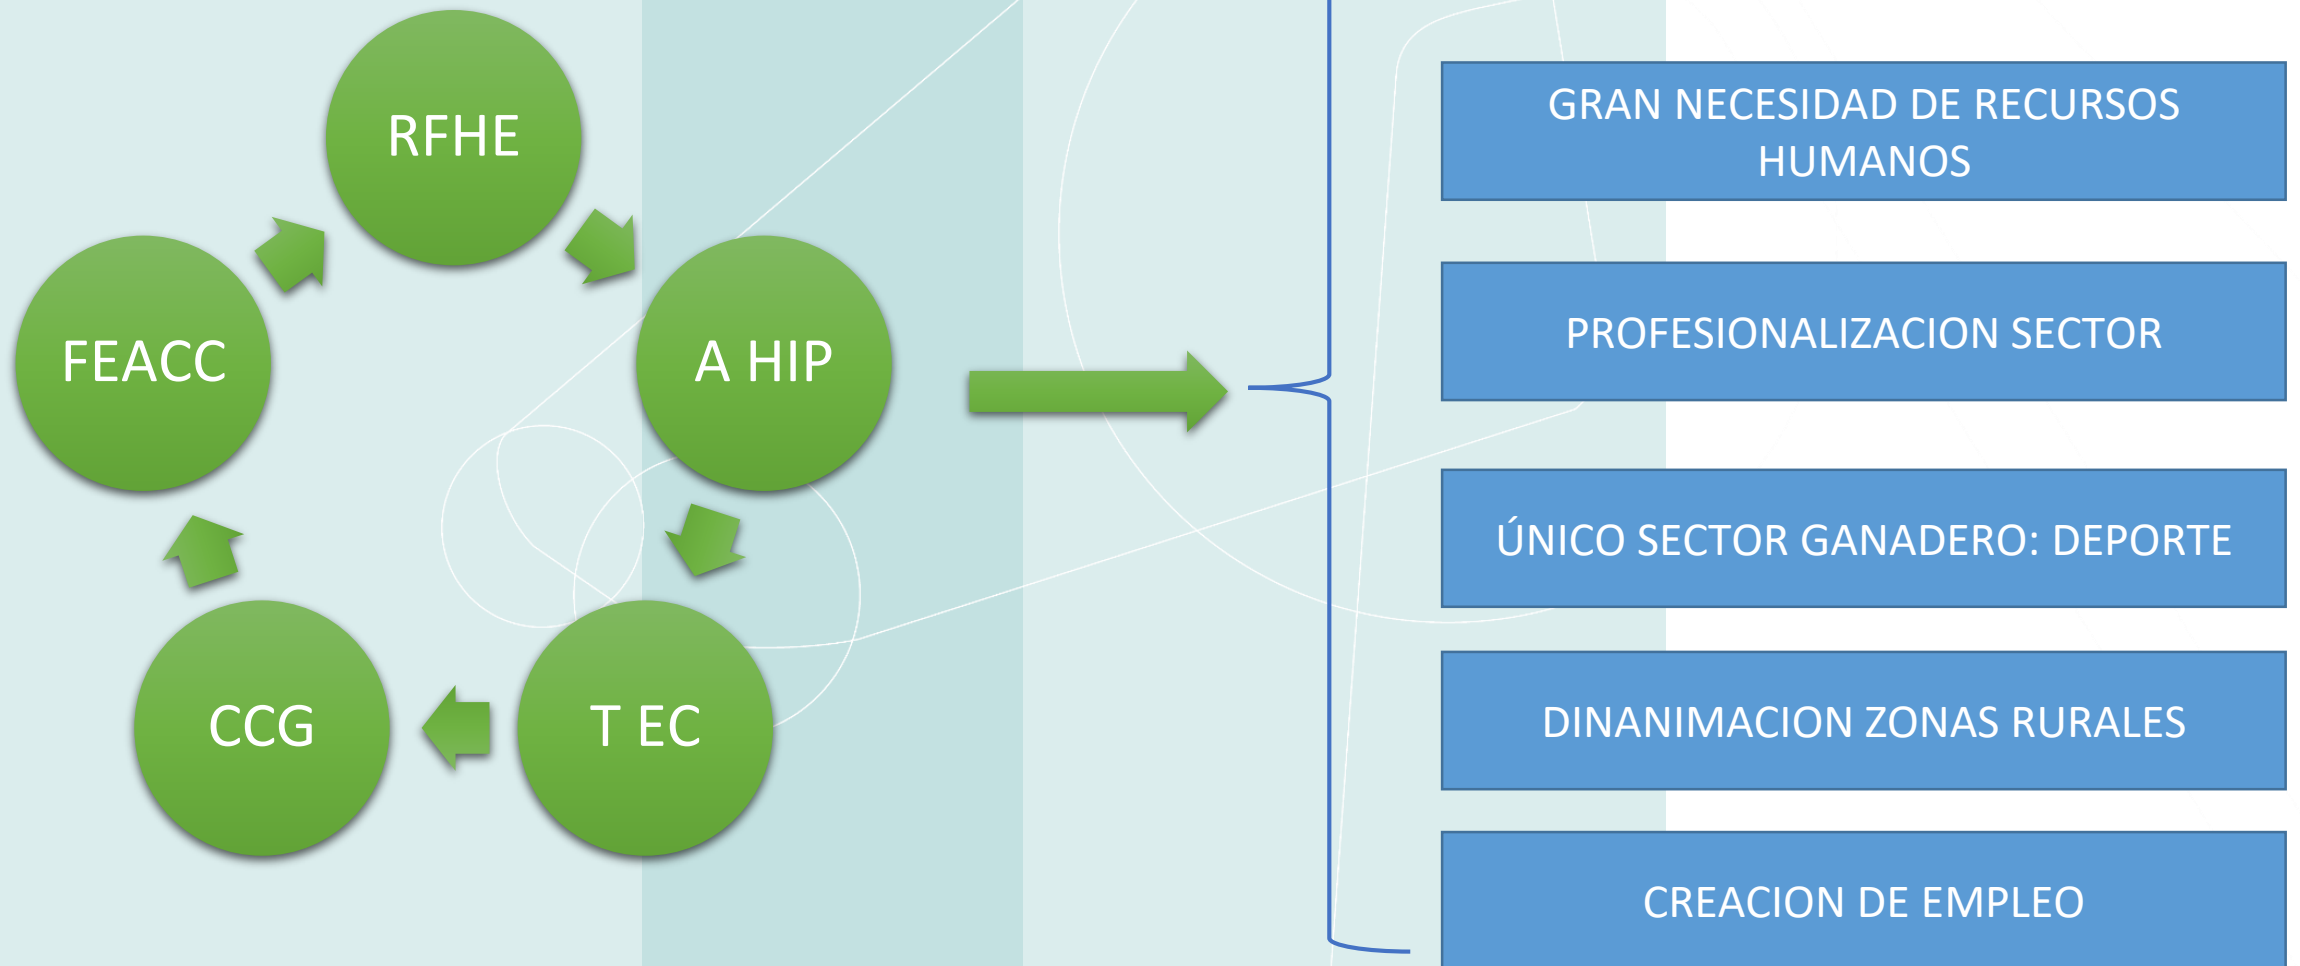 RFHE
A HIP
T EC
CCG
FEACC
GRAN NECESIDAD DE RECURSOS
HUMANOS
PROFESIONALIZACION SECTOR
ÚNICO SECTOR GANADERO: DEPORTE
DINANIMACION ZONAS RURALES
CREACION DE EMPLEO